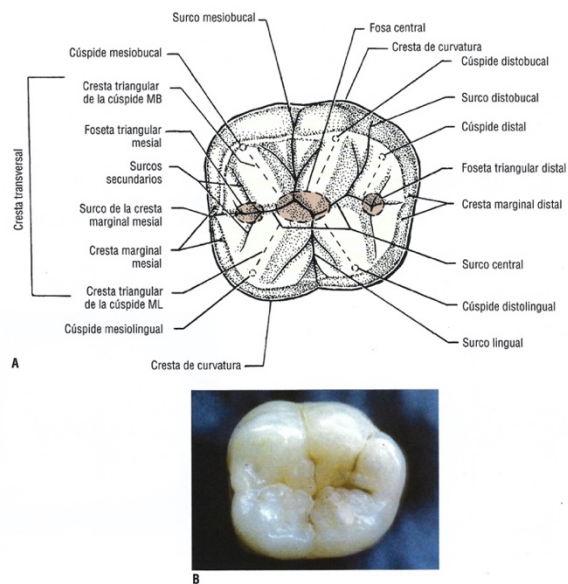 Surco mesiobucal
Fosa central
Cresta de curvatura
Cúspide mesiobucal
Cúspide distobucal
Cresta triangular
de la cúspide MB
Surco distobucal
Foseta triangular
mesial
Cúspide distal
Surcos
secundarios
Foseta triangular distal
Cresta transversal
Surco de la cresta
marginal mesial
Cresta marginal distal
Cresta marginal
mesial
Surco central
Cresta triangular
de la cúspide ML
Cúspide distolingual
Cúspide mesiolingual
Surco lingual
A
Cresta de curvatura
B